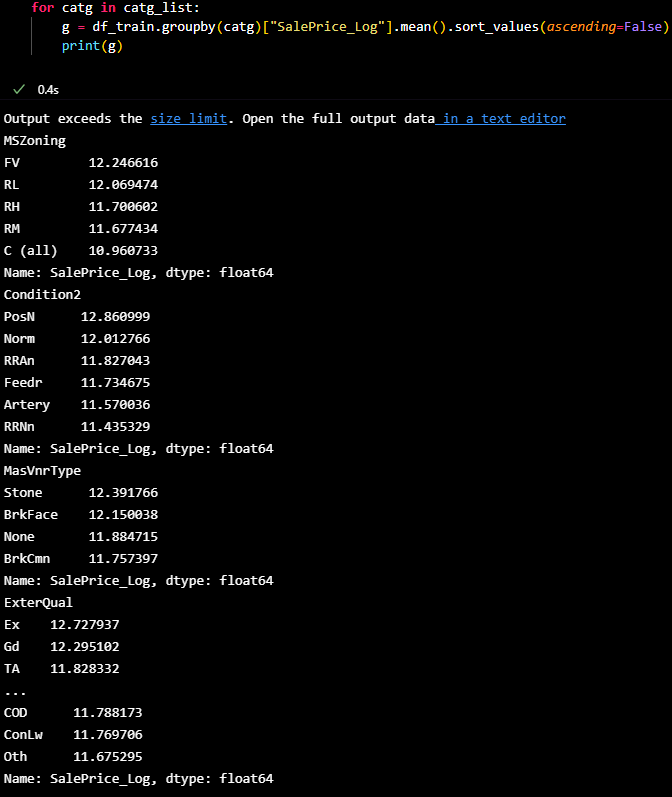 for catg in catg_list:
    g = df_train.groupby(catg)["SalePrice_Log"].mean().sort_values(ascending=False)
    print(g)
0.4s
Output exceeds the size limit. Open the full output data in a text editor
MSZoning
FV         12.246616
RL         12.069474
RH         11.700602
RM         11.677434
C (all)    10.960733
Name: SalePrice_Log, dtype: float64
Condition2
PosN      12.860999
Norm      12.012766
RRAn      11.827043
Feedr     11.734675
Artery    11.570036
RRNn      11.435329
Name: SalePrice_Log, dtype: float64
MasVnrType
Stone      12.391766
BrkFace    12.150038
None       11.884715
BrkCmn     11.757397
Name: SalePrice_Log, dtype: float64
ExterQual
Ex    12.727937
Gd    12.295102
TA    11.828332
...
COD      11.788173
ConLw    11.769706
Oth      11.675295
Name: SalePrice_Log, dtype: float64